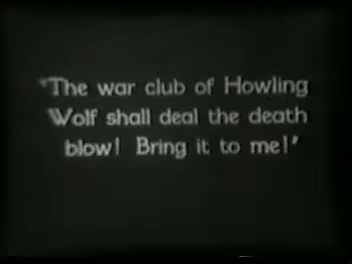 "The war club of Howling
Wolf shall deal the death
blow! Bring it to me!"